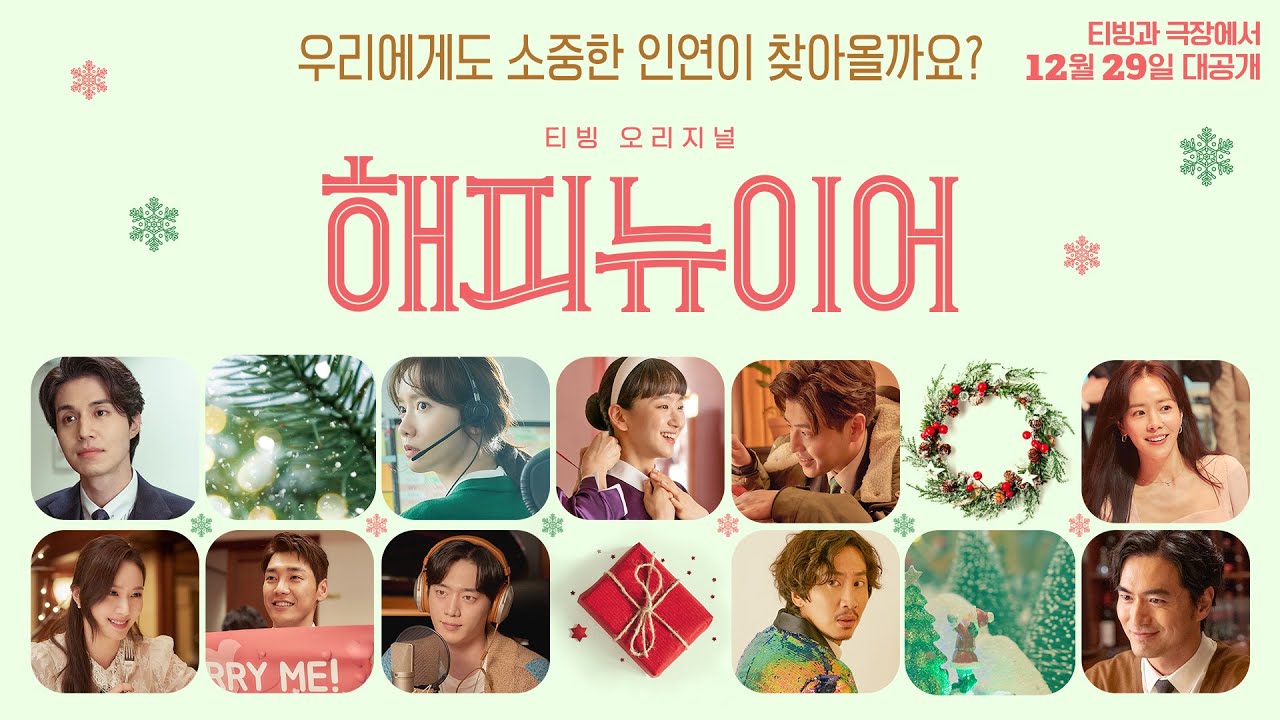 우리에게도 소중한 인연이 찾아올까요?
티빙과 극장에서
12월 29일 대공개
티빙 오리지널
해피뉴이어
RRY ME!